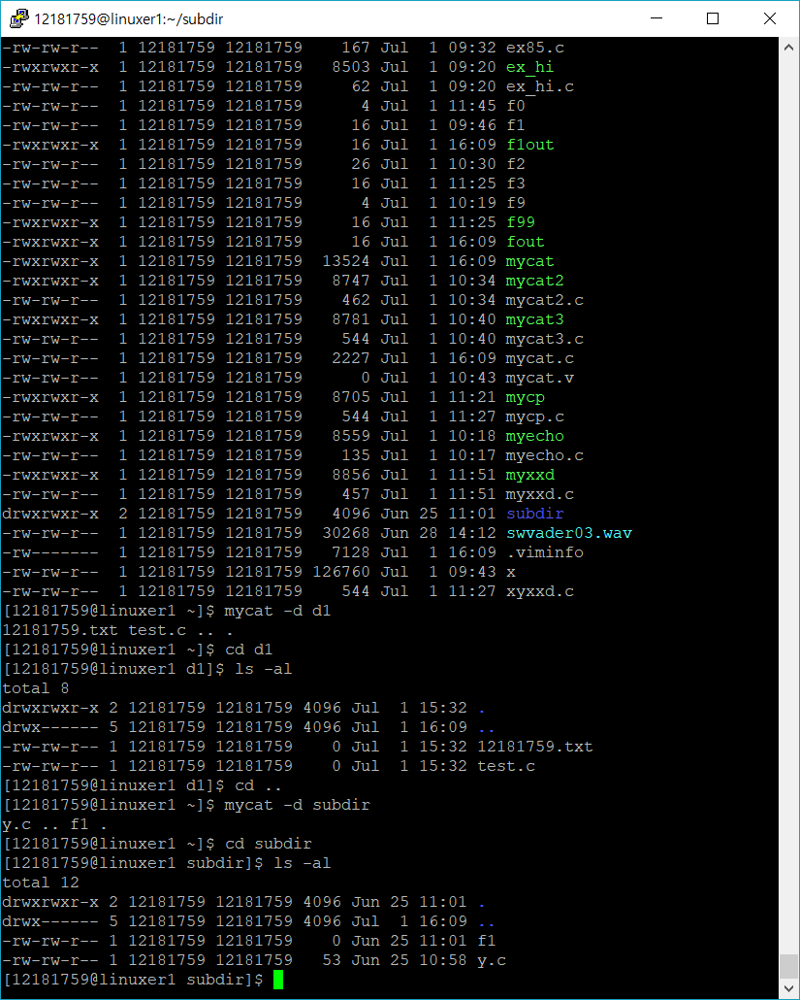 12181759@linuxer1:~/subdir
-rw-rw-r--  1 12181759 12181759    167 Jul  1 09:32 ex85.c
-rwxrwxr-x  1 12181759 12181759   8503 Jul  1 09:20 ex_hi
-rw-rw-r--  1 12181759 12181759     62 Jul  1 09:20 ex_hi.c
-rw-rw-r--  1 12181759 12181759      4 Jul  1 11:45 f0
-rw-rw-r--  1 12181759 12181759     16 Jul  1 09:46 f1
-rwxrwxr-x  1 12181759 12181759     16 Jul  1 16:09 f1out
-rw-rw-r--  1 12181759 12181759     26 Jul  1 10:30 f2
-rw-rw-r--  1 12181759 12181759     16 Jul  1 11:25 f3
-rw-rw-r--  1 12181759 12181759      4 Jul  1 10:19 f9
-rwxrwxr-x  1 12181759 12181759     16 Jul  1 11:25 f99
-rwxrwxr-x  1 12181759 12181759     16 Jul  1 16:09 fout
-rwxrwxr-x  1 12181759 12181759  13524 Jul  1 16:09 mycat
-rwxrwxr-x  1 12181759 12181759   8747 Jul  1 10:34 mycat2
-rw-rw-r--  1 12181759 12181759    462 Jul  1 10:34 mycat2.c
-rwxrwxr-x  1 12181759 12181759   8781 Jul  1 10:40 mycat3
-rw-rw-r--  1 12181759 12181759    544 Jul  1 10:40 mycat3.c
-rw-rw-r--  1 12181759 12181759   2227 Jul  1 16:09 mycat.c
-rw-rw-r--  1 12181759 12181759      0 Jul  1 10:43 mycat.v
-rwxrwxr-x  1 12181759 12181759   8705 Jul  1 11:21 mycp
-rw-rw-r--  1 12181759 12181759    544 Jul  1 11:27 mycp.c
-rwxrwxr-x  1 12181759 12181759   8559 Jul  1 10:18 myecho
-rw-rw-r--  1 12181759 12181759    135 Jul  1 10:17 myecho.c
-rwxrwxr-x  1 12181759 12181759   8856 Jul  1 11:51 myxxd
-rw-rw-r--  1 12181759 12181759    457 Jul  1 11:51 myxxd.c
drwxrwxr-x  2 12181759 12181759   4096 Jun 25 11:01 subdir
-rw-rw-r--  1 12181759 12181759  30268 Jun 28 14:12 swvader03.wav
-rw-------  1 12181759 12181759   7128 Jul  1 16:09 .viminfo
-rw-rw-r--  1 12181759 12181759 126760 Jul  1 09:43 x
-rw-rw-r--  1 12181759 12181759    544 Jul  1 11:27 xyxxd.c
[12181759@linuxer1 ~]$ mycat -d d1
12181759.txt test.c .. .
[12181759@linuxer1 ~]$ cd d1
[12181759@linuxer1 d1]$ ls -al
total 8
drwxrwxr-x 2 12181759 12181759 4096 Jul  1 15:32 .
drwx------ 5 12181759 12181759 4096 Jul  1 16:09 ..
-rw-rw-r-- 1 12181759 12181759    0 Jul  1 15:32 12181759.txt
-rw-rw-r-- 1 12181759 12181759    0 Jul  1 15:32 test.c
[12181759@linuxer1 d1]$ cd ..
[12181759@linuxer1 ~]$ mycat -d subdir
y.c .. f1 .
[12181759@linuxer1 ~]$ cd subdir
[12181759@linuxer1 subdir]$ ls -al
total 12
drwxrwxr-x 2 12181759 12181759 4096 Jun 25 11:01 .
drwx------ 5 12181759 12181759 4096 Jul  1 16:09 ..
-rw-rw-r-- 1 12181759 12181759    0 Jun 25 11:01 f1
-rw-rw-r-- 1 12181759 12181759   53 Jun 25 10:58 y.c
[12181759@linuxer1 subdir]$